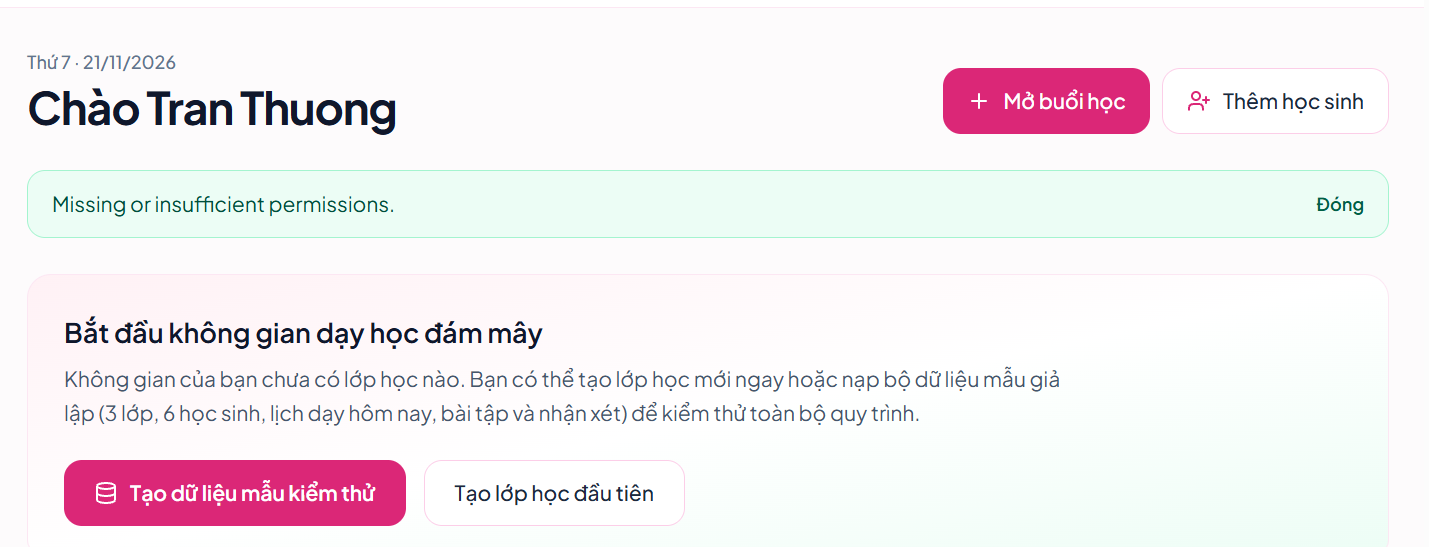 Thứ 7 · 21/11/2026
Chào Tran Thuong
Mở buổi học
Thêm học sinh
Missing or insufficient permissions.
Đóng
Bắt đầu không gian dạy học đám mây
Không gian của bạn chưa có lớp học nào. Bạn có thể tạo lớp học mới ngay hoặc nạp bộ dữ liệu mẫu giả
lập (3 lớp, 6 học sinh, lịch dạy hôm nay, bài tập và nhận xét) để kiểm thử toàn bộ quy trình.
Tạo dữ liệu mẫu kiểm thử
Tạo lớp học đầu tiên